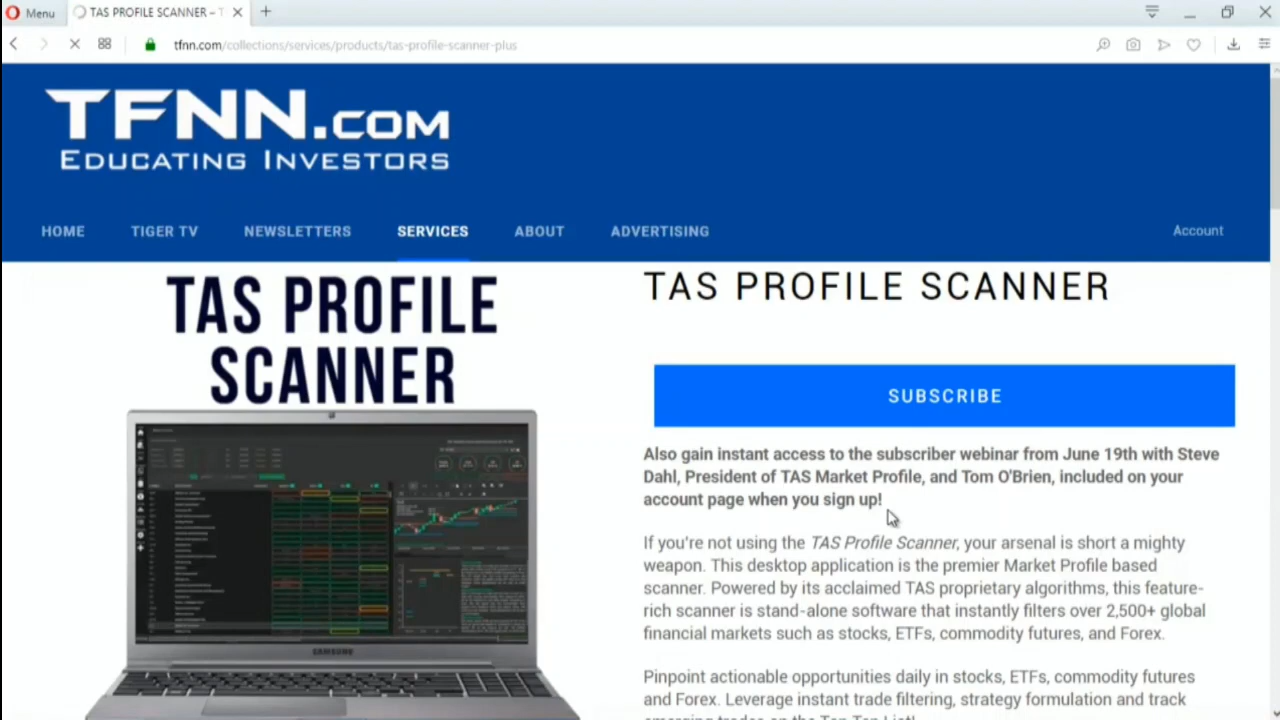 Menu
TAS PROFILE SCANNER – T
tfnn.com/collections/services/products/tas-profile-scanner-plus
TFNN.COM
EDUCATING INVESTORS
HOME TIGER TV NEWSLETTERS SERVICES ABOUT ADVERTISING Account
TAS PROFILE
SCANNER
SAMSUNG
TAS PROFILE SCANNER
SUBSCRIBE
Also gain instant access to the subscriber webinar from June 19th with Steve
Dahl, President of TAS Market Profile, and Tom O'Brien, included on your
account page when you sign up!
If you're not using the TAS Profile Scanner, your arsenal is short a mighty
weapon. This desktop application is the premier Market Profile based
scanner. Powered by its acclaimed TAS proprietary algorithms, this feature-
rich scanner is stand-alone software that instantly filters over 2,500+ global
financial markets such as stocks, ETFs, commodity futures, and Forex.
Pinpoint actionable opportunities daily in stocks, ETFs, commodity futures
and Forex. Leverage instant trade filtering, strategy formulation and track